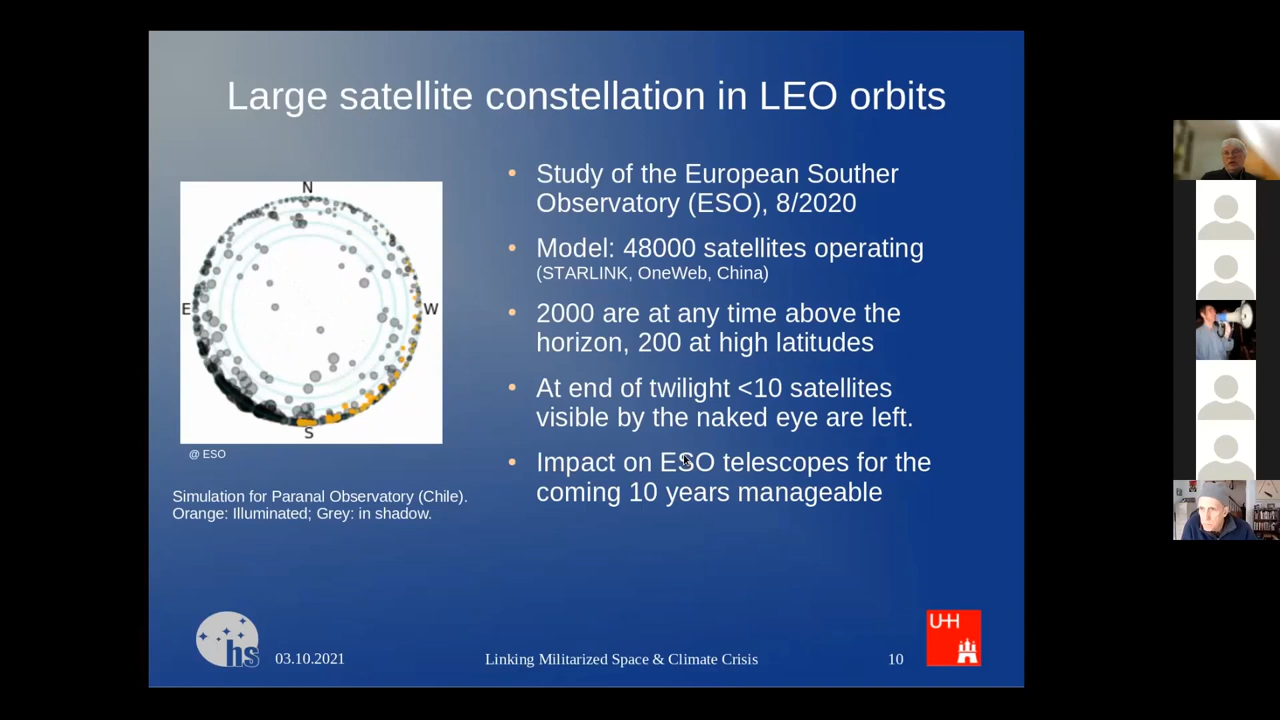 Large satellite constellation in LEO orbits
N
E
W
S
@ ESO
Simulation for Paranal Observatory (Chile).
Orange: Illuminated; Grey: in shadow.
• Study of the European Souther
Observatory (ESO), 8/2020
• Model: 48000 satellites operating
(STARLINK, OneWeb, China)
• 2000 are at any time above the
horizon, 200 at high latitudes
• At end of twilight <10 satellites
visible by the naked eye are left.
• Impact on ESO telescopes for the
coming 10 years manageable
hs
03.10.2021
Linking Militarized Space & Climate Crisis
10
UH